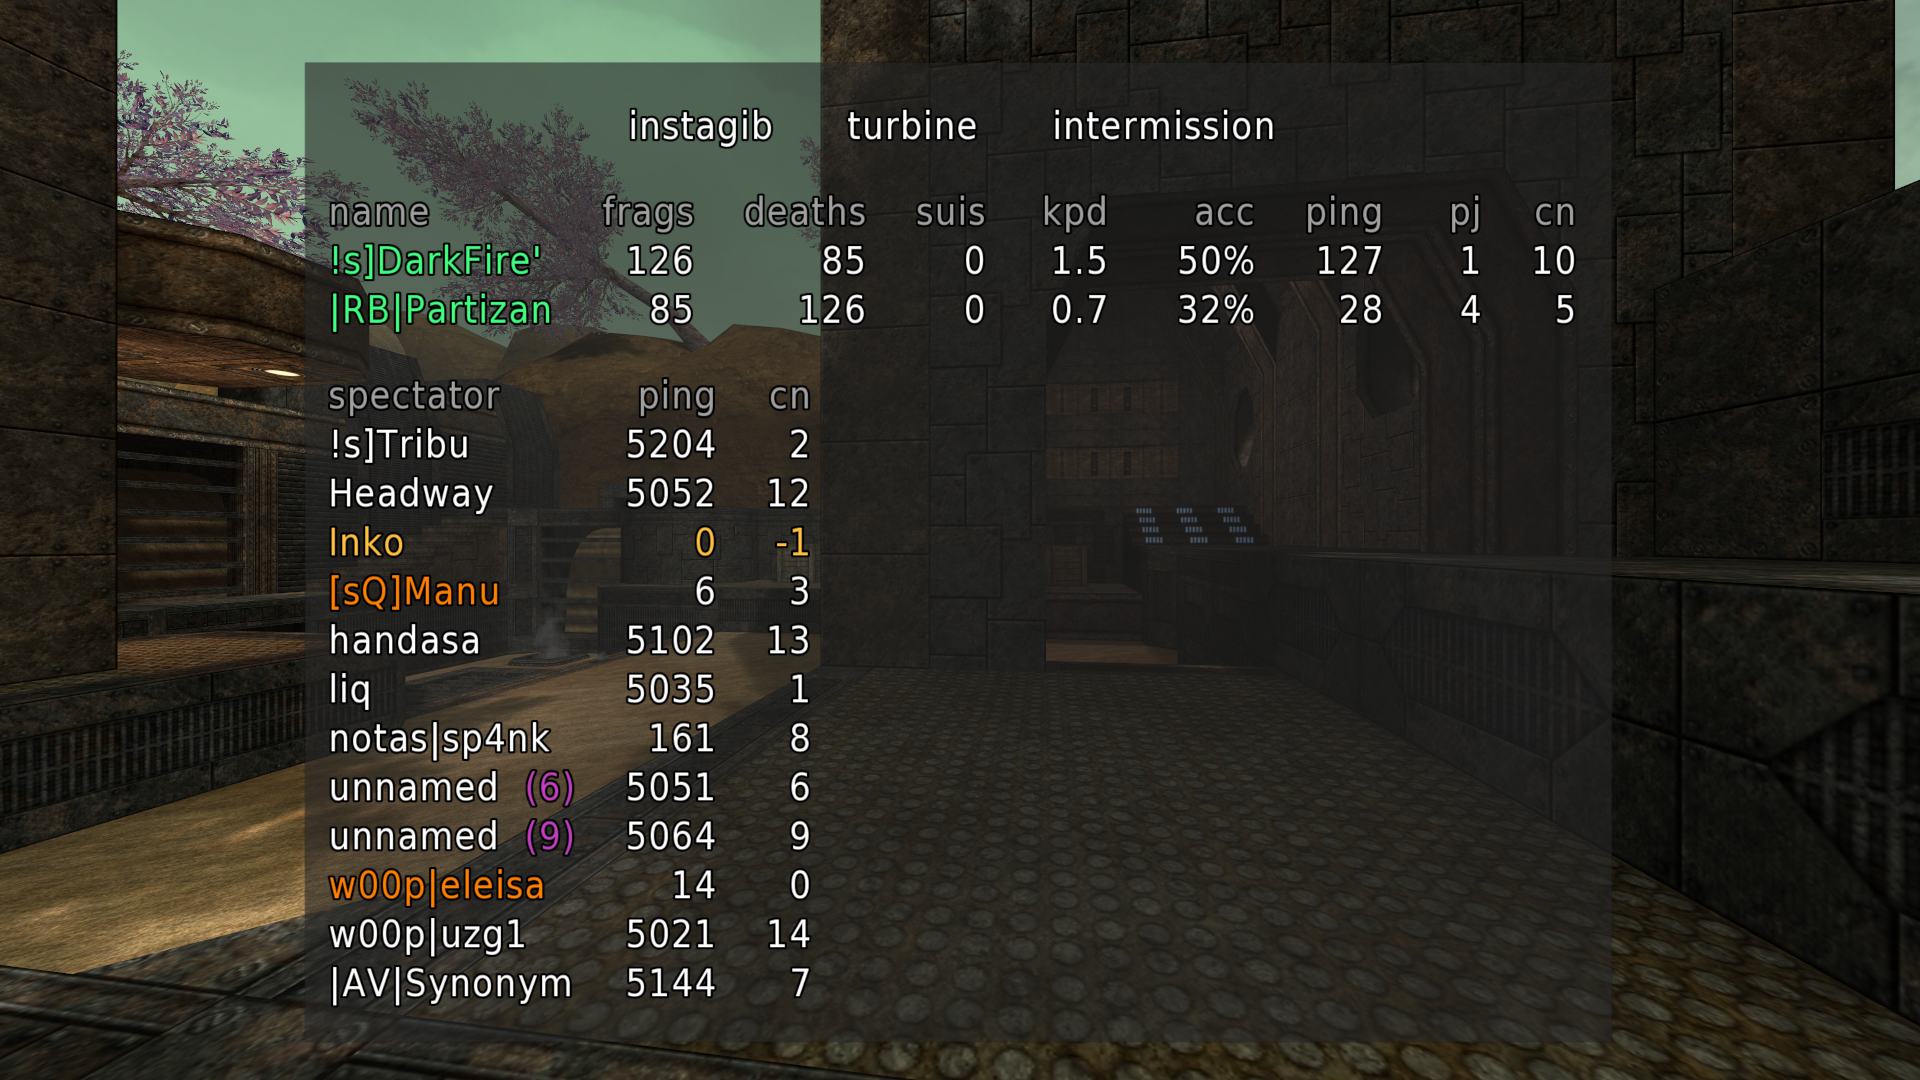 instagib turbine intermission
name frags deaths suis kpd acc ping pj cn
!s]DarkFire' 126 85 0 1.5 50% 127 1 10
|RB|Partizan 85 126 0 0.7 32% 28 4 5
spectator ping cn
!s]Tribu 5204 2
Headway 5052 12
Inko 0 -1
[sQ]Manu 6 3
handasa 5102 13
liq 5035 1
notas|sp4nk 161 8
unnamed (6) 5051 6
unnamed (9) 5064 9
w00p|eleisa 14 0
w00p|uzg1 5021 14
|AV|Synonym 5144 7